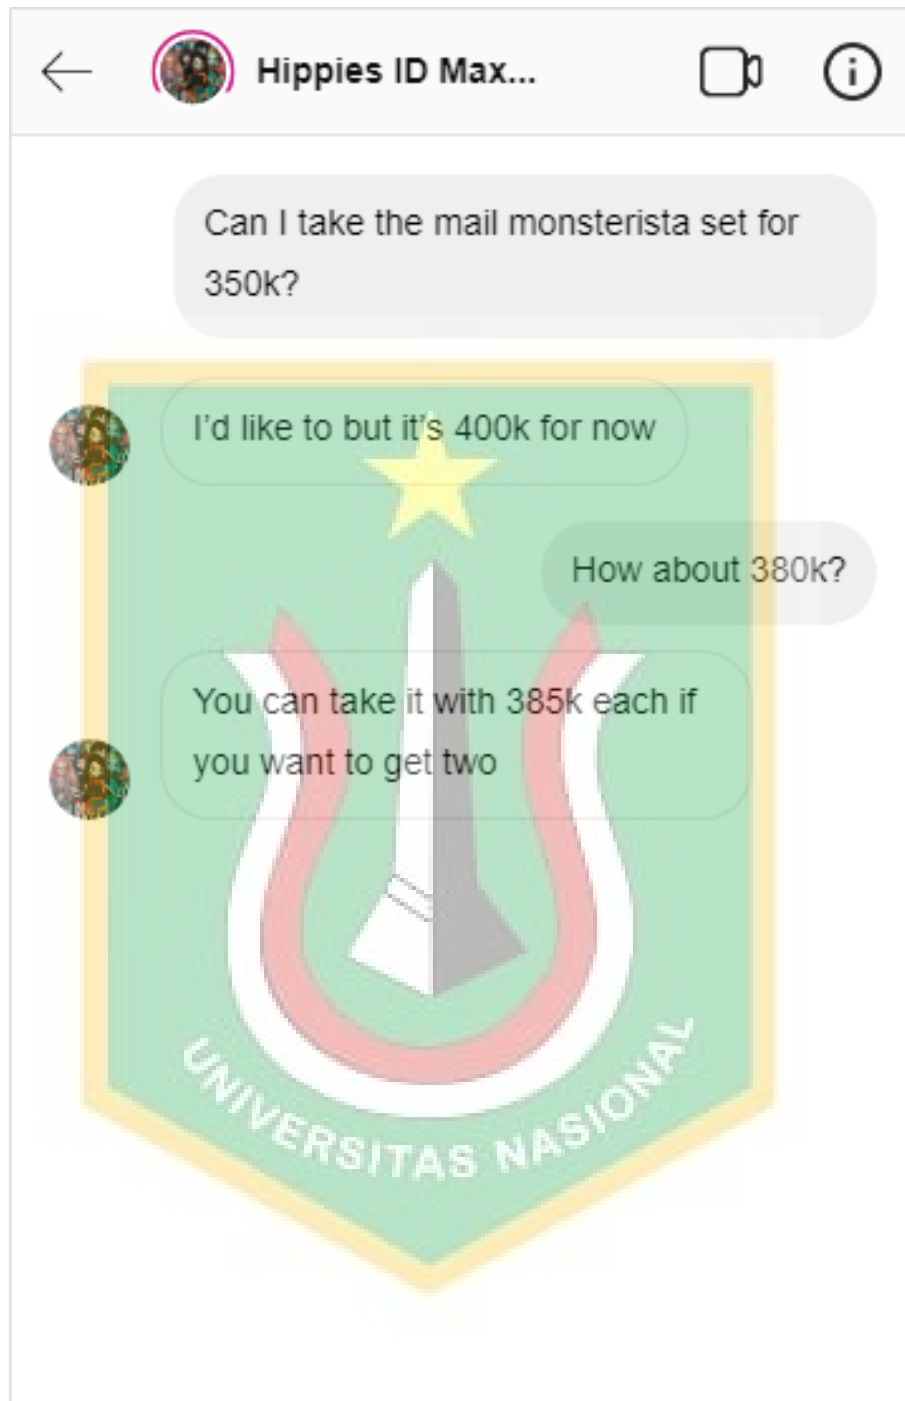 Hippies ID Max...
Can I take the mail monsterista set for
350k?
I'd like to but it's 400k for now
How about 380k?
You can take it with 385k each if
you want to get two
UNIVERSITAS NASIONAL